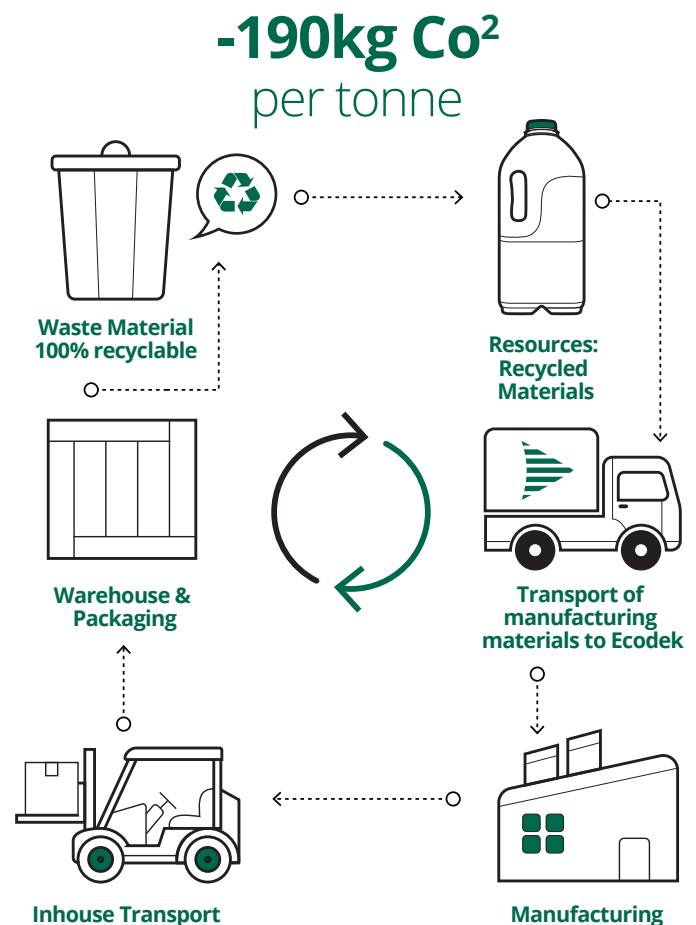 -190kg Co²
per tonne
Waste Material
100% recyclable
Resources:
Recycled
Materials
Warehouse &
Packaging
Transport of
manufacturing
materials to Ecodek
Inhouse Transport
Manufacturing